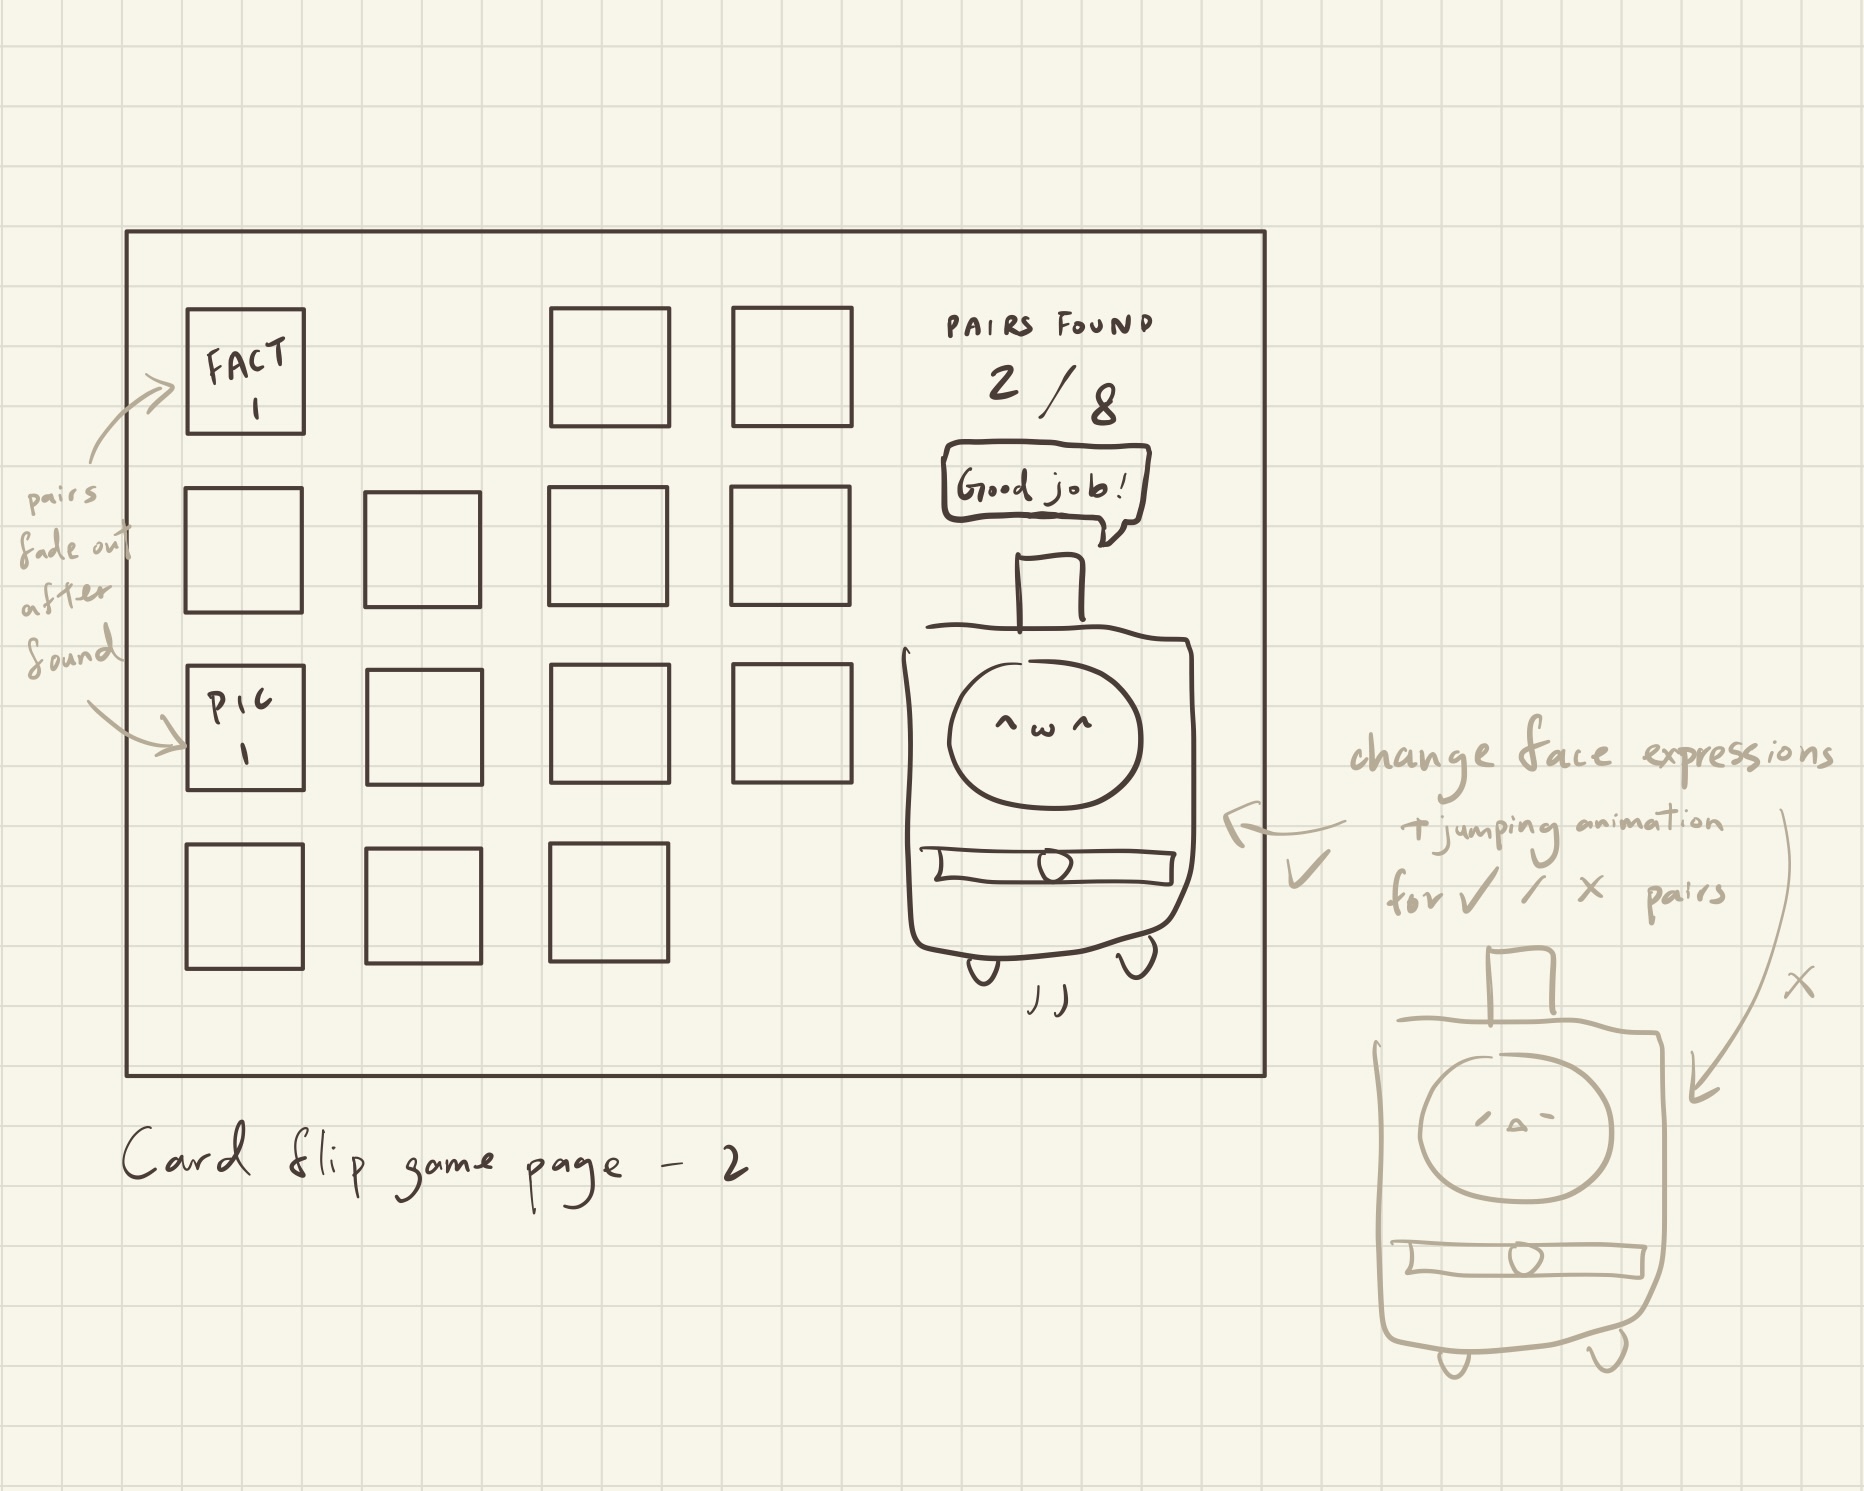 FACT
1
PAIRS FOUND
2 / 8
Good job!
pairs
fade out
after
found
PIC
1
^ w ^
change face expressions
+ jumping animation
for ✓ / × pairs
✓
×
Card flip game page - 2